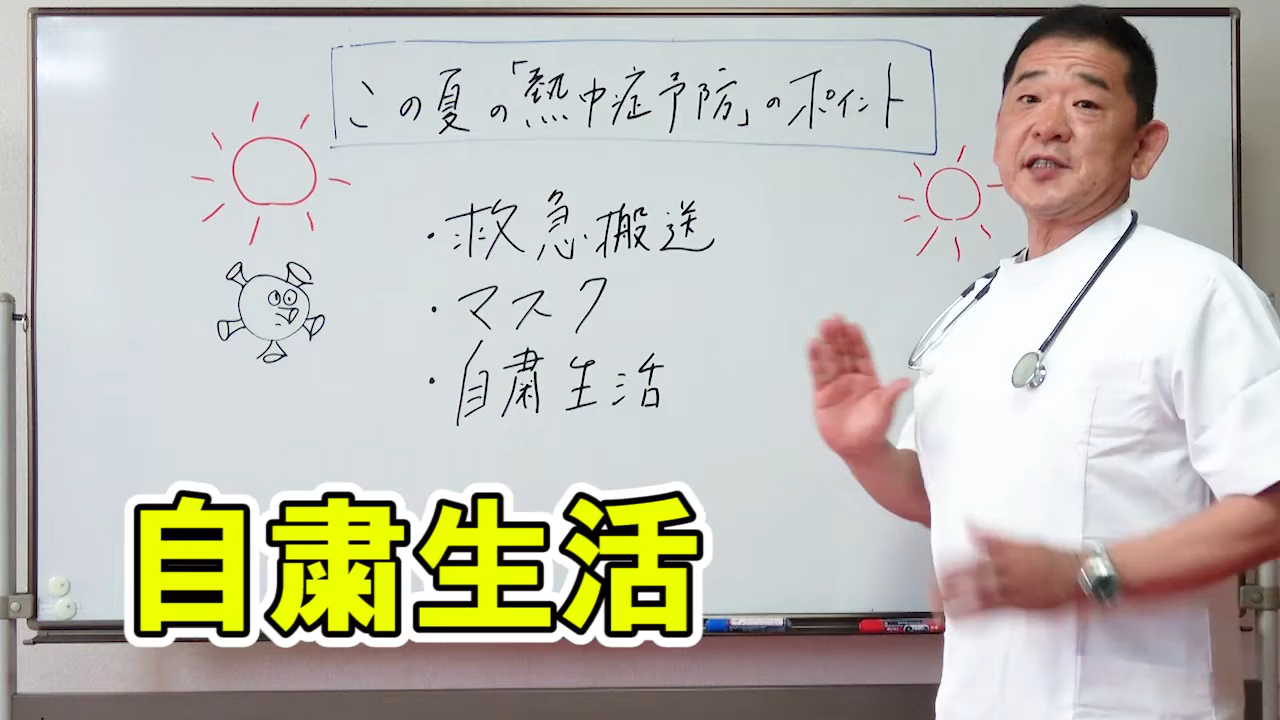 この夏の「熱中症予防」のポイント
・救急搬送
・マスク
・自粛生活
自粛生活